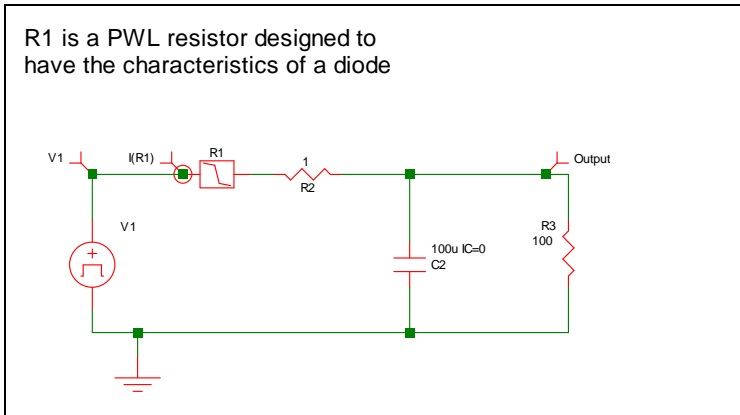 R1 is a PWL resistor designed to
have the characteristics of a diode
V1
I(R1)
R1
1
R2
Output
V1
R3
100
100u IC=0
C2